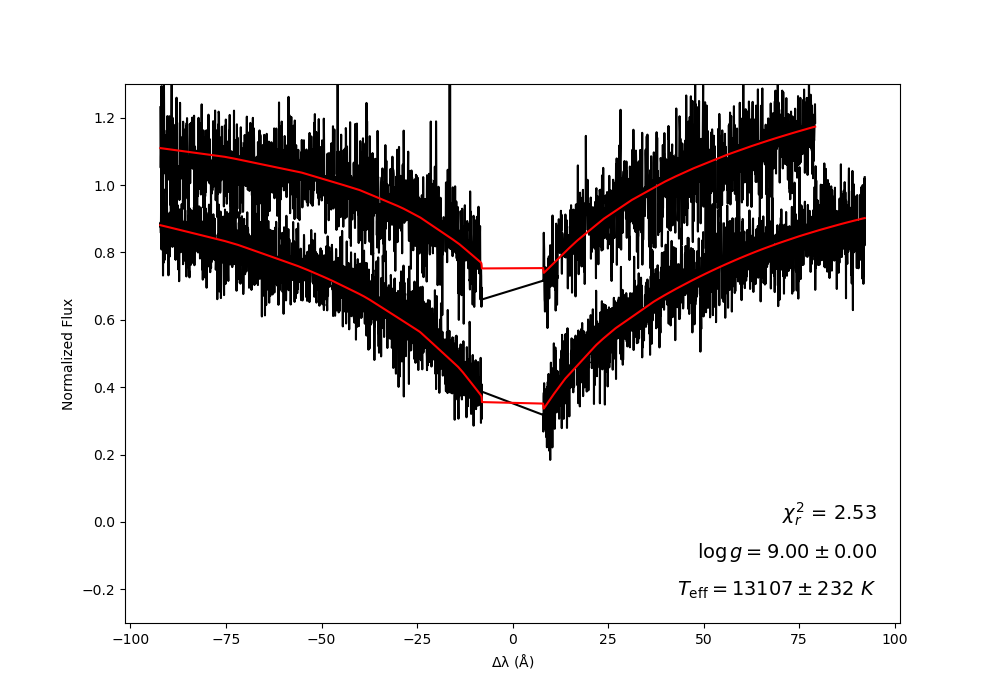 1.2
1.0
0.8
0.6
0.4
0.2
0.0
−0.2
Normalized Flux
χ²ᵣ = 2.53
log g = 9.00 ± 0.00
T_eff = 13107 ± 232 K
−100 −75 −50 −25 0 25 50 75 100
Δλ (Å)